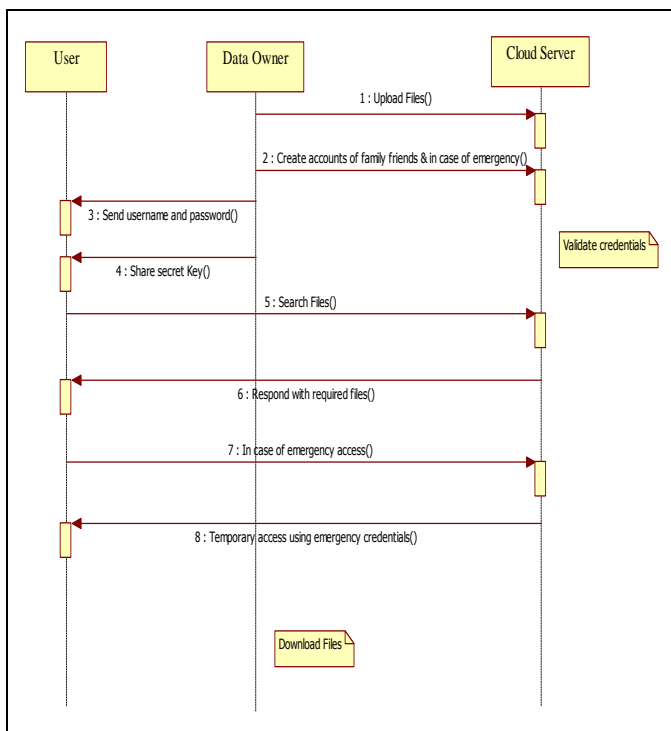 User
Data Owner
Cloud Server
1 : Upload Files()
2 : Create accounts of family friends & in case of emergency()
3 : Send username and password()
Validate credentials
4 : Share secret Key()
5 : Search Files()
6 : Respond with required files()
7 : In case of emergency access()
8 : Temporary access using emergency credentials()
Download Files